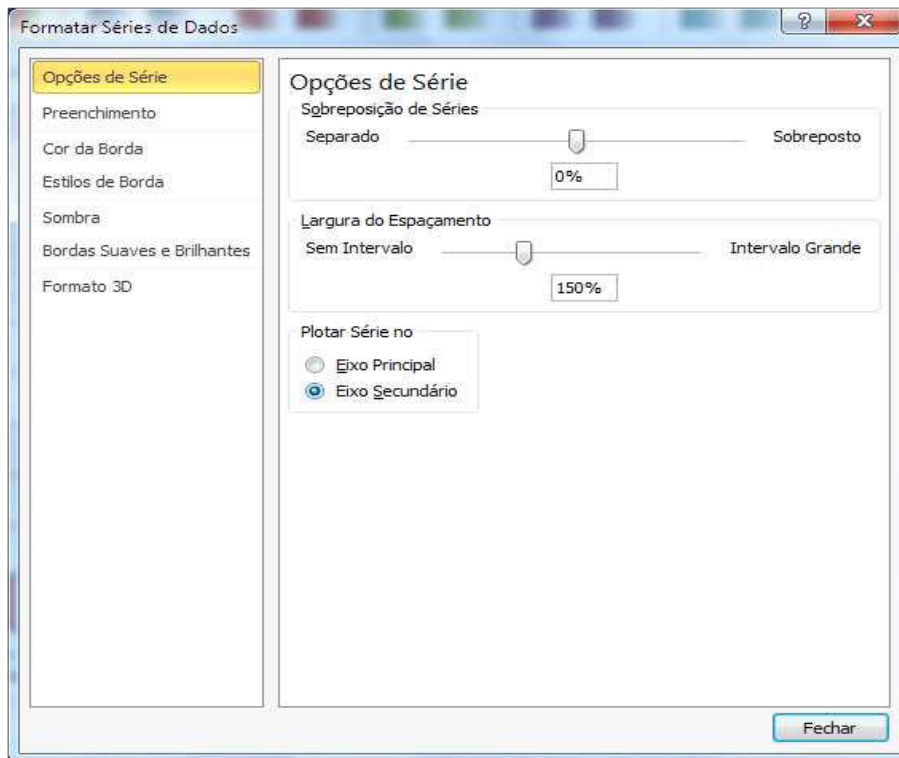 Formatar Séries de Dados
Opções de Série
Preenchimento
Cor da Borda
Estilos de Borda
Sombra
Bordas Suaves e Brilhantes
Formato 3D
Opções de Série
Sobreposição de Séries
Separado Sobreposto
0%
Largura do Espaçamento
Sem Intervalo Intervalo Grande
150%
Plotar Série no
Eixo Principal
Eixo Secundário
Fechar